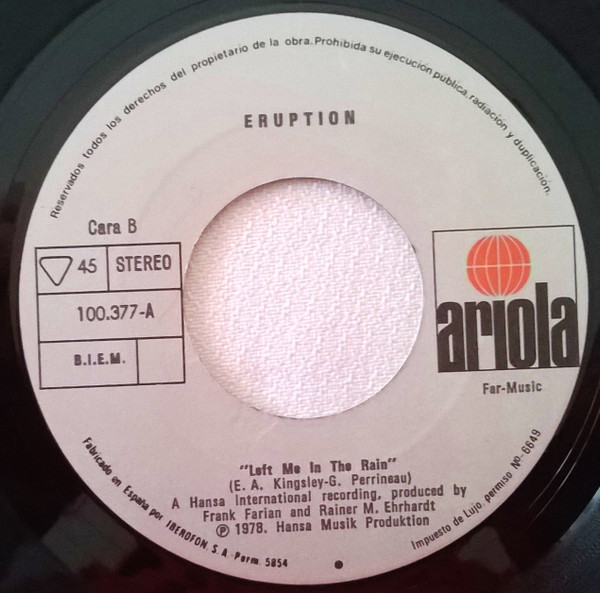 Reservados todos los derechos del propietario de la obra. Prohibida su ejecución publica, radiación y duplicación.
ERUPTION
Cara B
45 STEREO
100.377-A
B.I.E.M.
ariola
Far-Music
"Left Me In The Rain"
(E. A. Kingsley-G. Perrineau)
A Hansa International recording, produced by
Frank Farian and Rainer M. Ehrhardt
Ⓟ 1978. Hansa Musik Produktion
Fabricado en España por IBEROFON, S. A.-Perm. 5854
Impuesto de Lujo, permiso Nº-6649